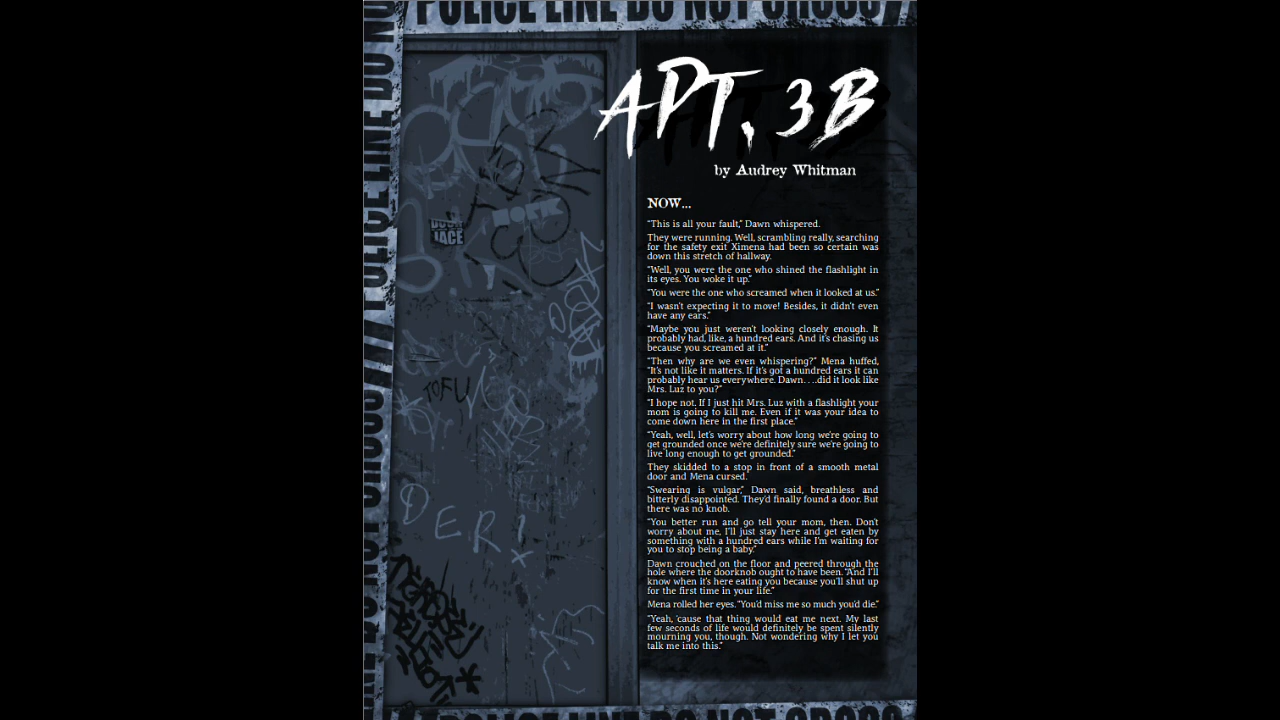 POLICE LINE DO NOT CROSS
POLICE LINE DO NOT CROSS
APT. 3B
by Audrey Whitman
TOFU
DERI
NOW...
“This is all your fault,” Dawn whispered.
They were running. Well, scrambling really, searching
for the safety exit Ximena had been so certain was
down this stretch of hallway.
“Well, you were the one who shined the flashlight in
its eyes. You woke it up.”
“You were the one who screamed when it looked at us.”
“I wasn’t expecting it to move! Besides, it didn’t even
have any ears.”
“Maybe you just weren’t looking closely enough. It
probably had, like, a hundred ears. And it’s chasing us
because you screamed at it.”
“Then why are we even whispering?” Mena huffed,
“It’s not like it matters. If it’s got a hundred ears it can
probably hear us everywhere. Dawn. . . .did it look like
Mrs. Luz to you?”
“I hope not. If I just hit Mrs. Luz with a flashlight your
mom is going to kill me. Even if it was your idea to
come down here in the first place.”
“Yeah, well, let’s worry about how long we’re going to
get grounded once we’re definitely sure we’re going to
live long enough to get grounded.”
They skidded to a stop in front of a smooth metal
door and Mena cursed.
“Swearing is vulgar,” Dawn said, breathless and
bitterly disappointed. They’d finally found a door. But
there was no knob.
“You better run and go tell your mom, then. Don’t
worry about me, I’ll just stay here and get eaten by
something with a hundred ears while I’m waiting for
you to stop being a baby.”
Dawn crouched on the floor and peered through the
hole where the doorknob ought to have been. “And I’ll
know when it’s here eating you because you’ll shut up
for the first time in your life.”
Mena rolled her eyes. “You’d miss me so much you’d die.”
“Yeah, ’cause that thing would eat me next. My last
few seconds of life would definitely be spent silently
mourning you, though. Not wondering why I let you
talk me into this.”
POLICE LINE DO NOT CROSS